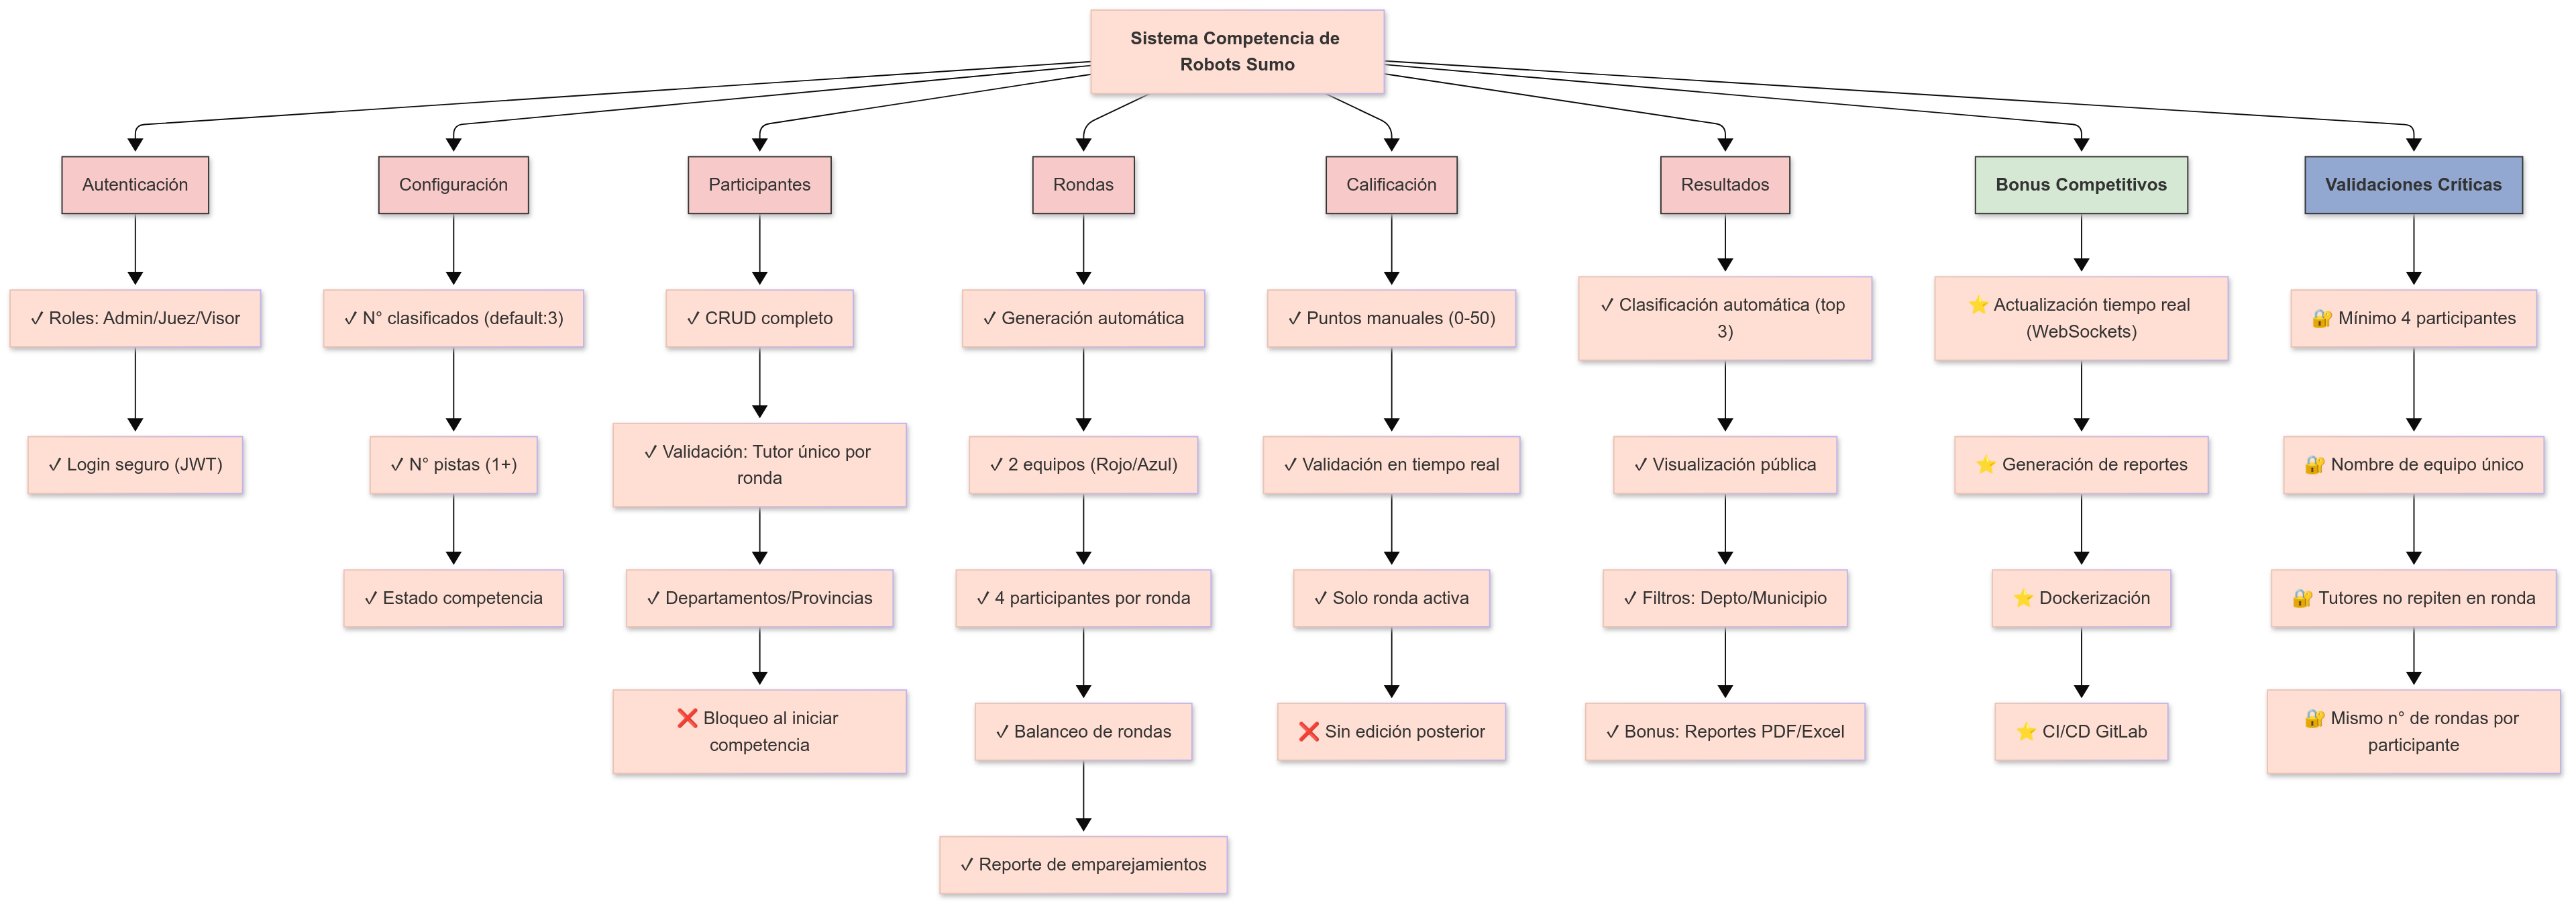 Sistema Competencia de
Robots Sumo
Autenticación
Configuración
Participantes
Rondas
Calificación
Resultados
Bonus Competitivos
Validaciones Críticas
✓ Roles: Admin/Juez/Visor
✓ N° clasificados (default:3)
✓ CRUD completo
✓ Generación automática
✓ Puntos manuales (0-50)
✓ Clasificación automática (top
3)
⭐ Actualización tiempo real
(WebSockets)
🔐 Mínimo 4 participantes
✓ Login seguro (JWT)
✓ N° pistas (1+)
✓ Validación: Tutor único por
ronda
✓ 2 equipos (Rojo/Azul)
✓ Validación en tiempo real
✓ Visualización pública
⭐ Generación de reportes
🔐 Nombre de equipo único
✓ Estado competencia
✓ Departamentos/Provincias
✓ 4 participantes por ronda
✓ Solo ronda activa
✓ Filtros: Depto/Municipio
⭐ Dockerización
🔐 Tutores no repiten en ronda
❌ Bloqueo al iniciar
competencia
✓ Balanceo de rondas
❌ Sin edición posterior
✓ Bonus: Reportes PDF/Excel
⭐ CI/CD GitLab
🔐 Mismo n° de rondas por
participante
✓ Reporte de emparejamientos